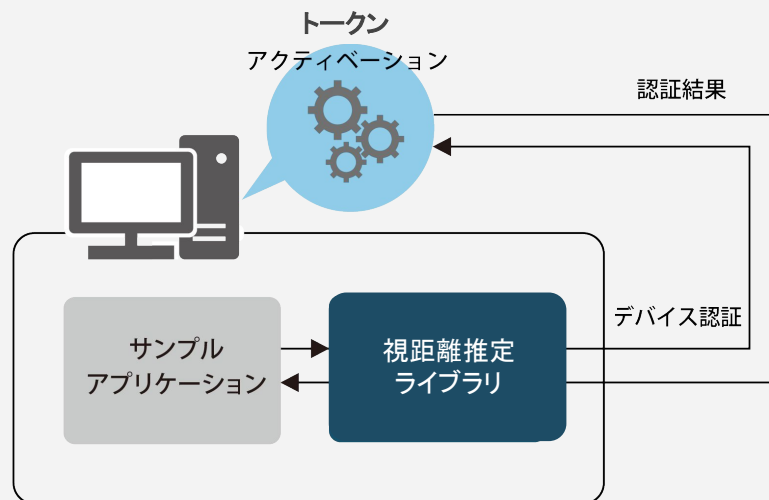 トークン
アクティベーション
認証結果
デバイス認証
サンプル
アプリケーション
視距離推定
ライブラリ